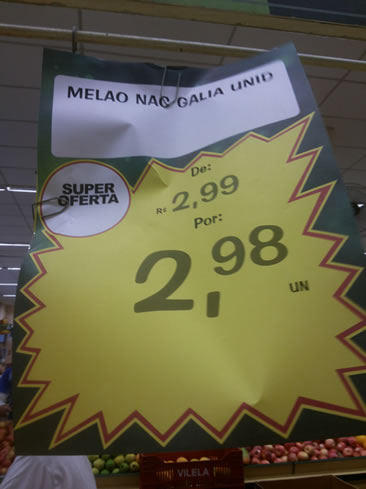 MELAO NAC GALIA UNID
SUPER
OFERTA
De:
R$ 2,99
Por:
2,98
UN
VILELA